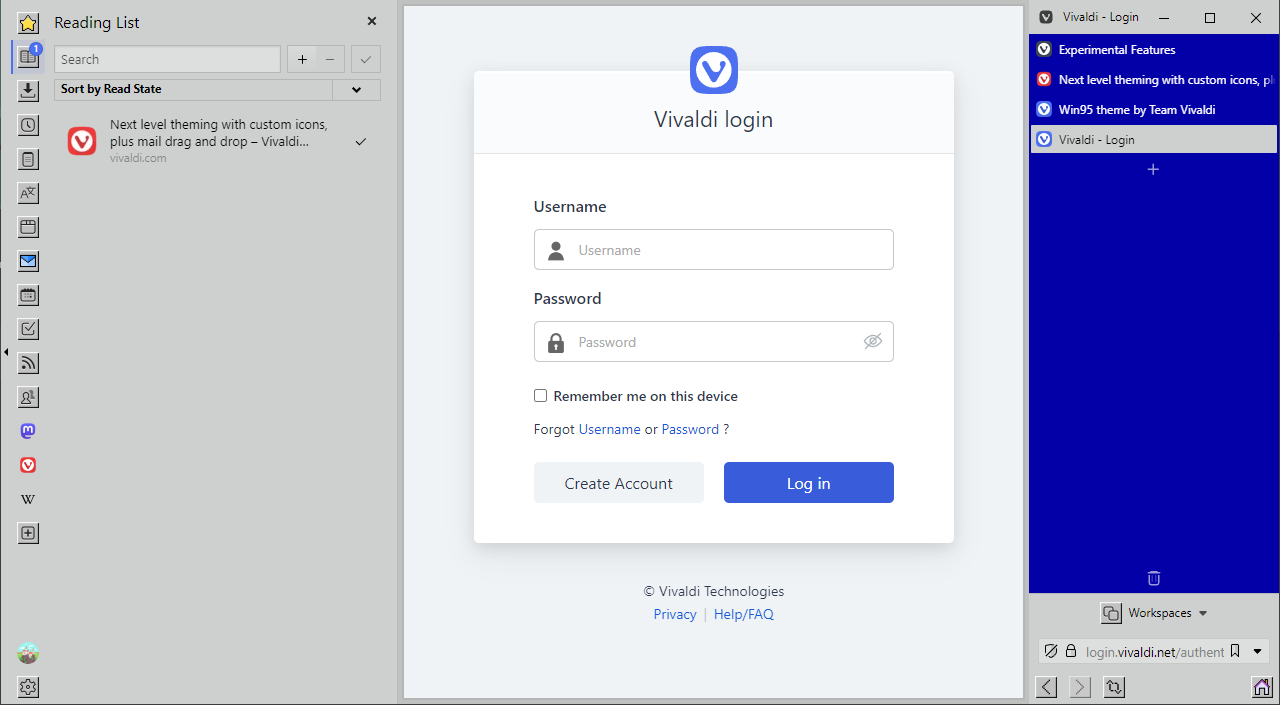 Reading List
1
Search
Sort by Read State
Next level theming with custom icons,
plus mail drag and drop – Vivaldi...
vivaldi.com
W
Vivaldi login
Username
Username
Password
Password
Remember me on this device
Forgot Username or Password ?
Create Account
Log in
© Vivaldi Technologies
Privacy | Help/FAQ
Vivaldi - Login
Experimental Features
Next level theming with custom icons, pl
Win95 theme by Team Vivaldi
Vivaldi - Login
Workspaces
login.vivaldi.net/authent